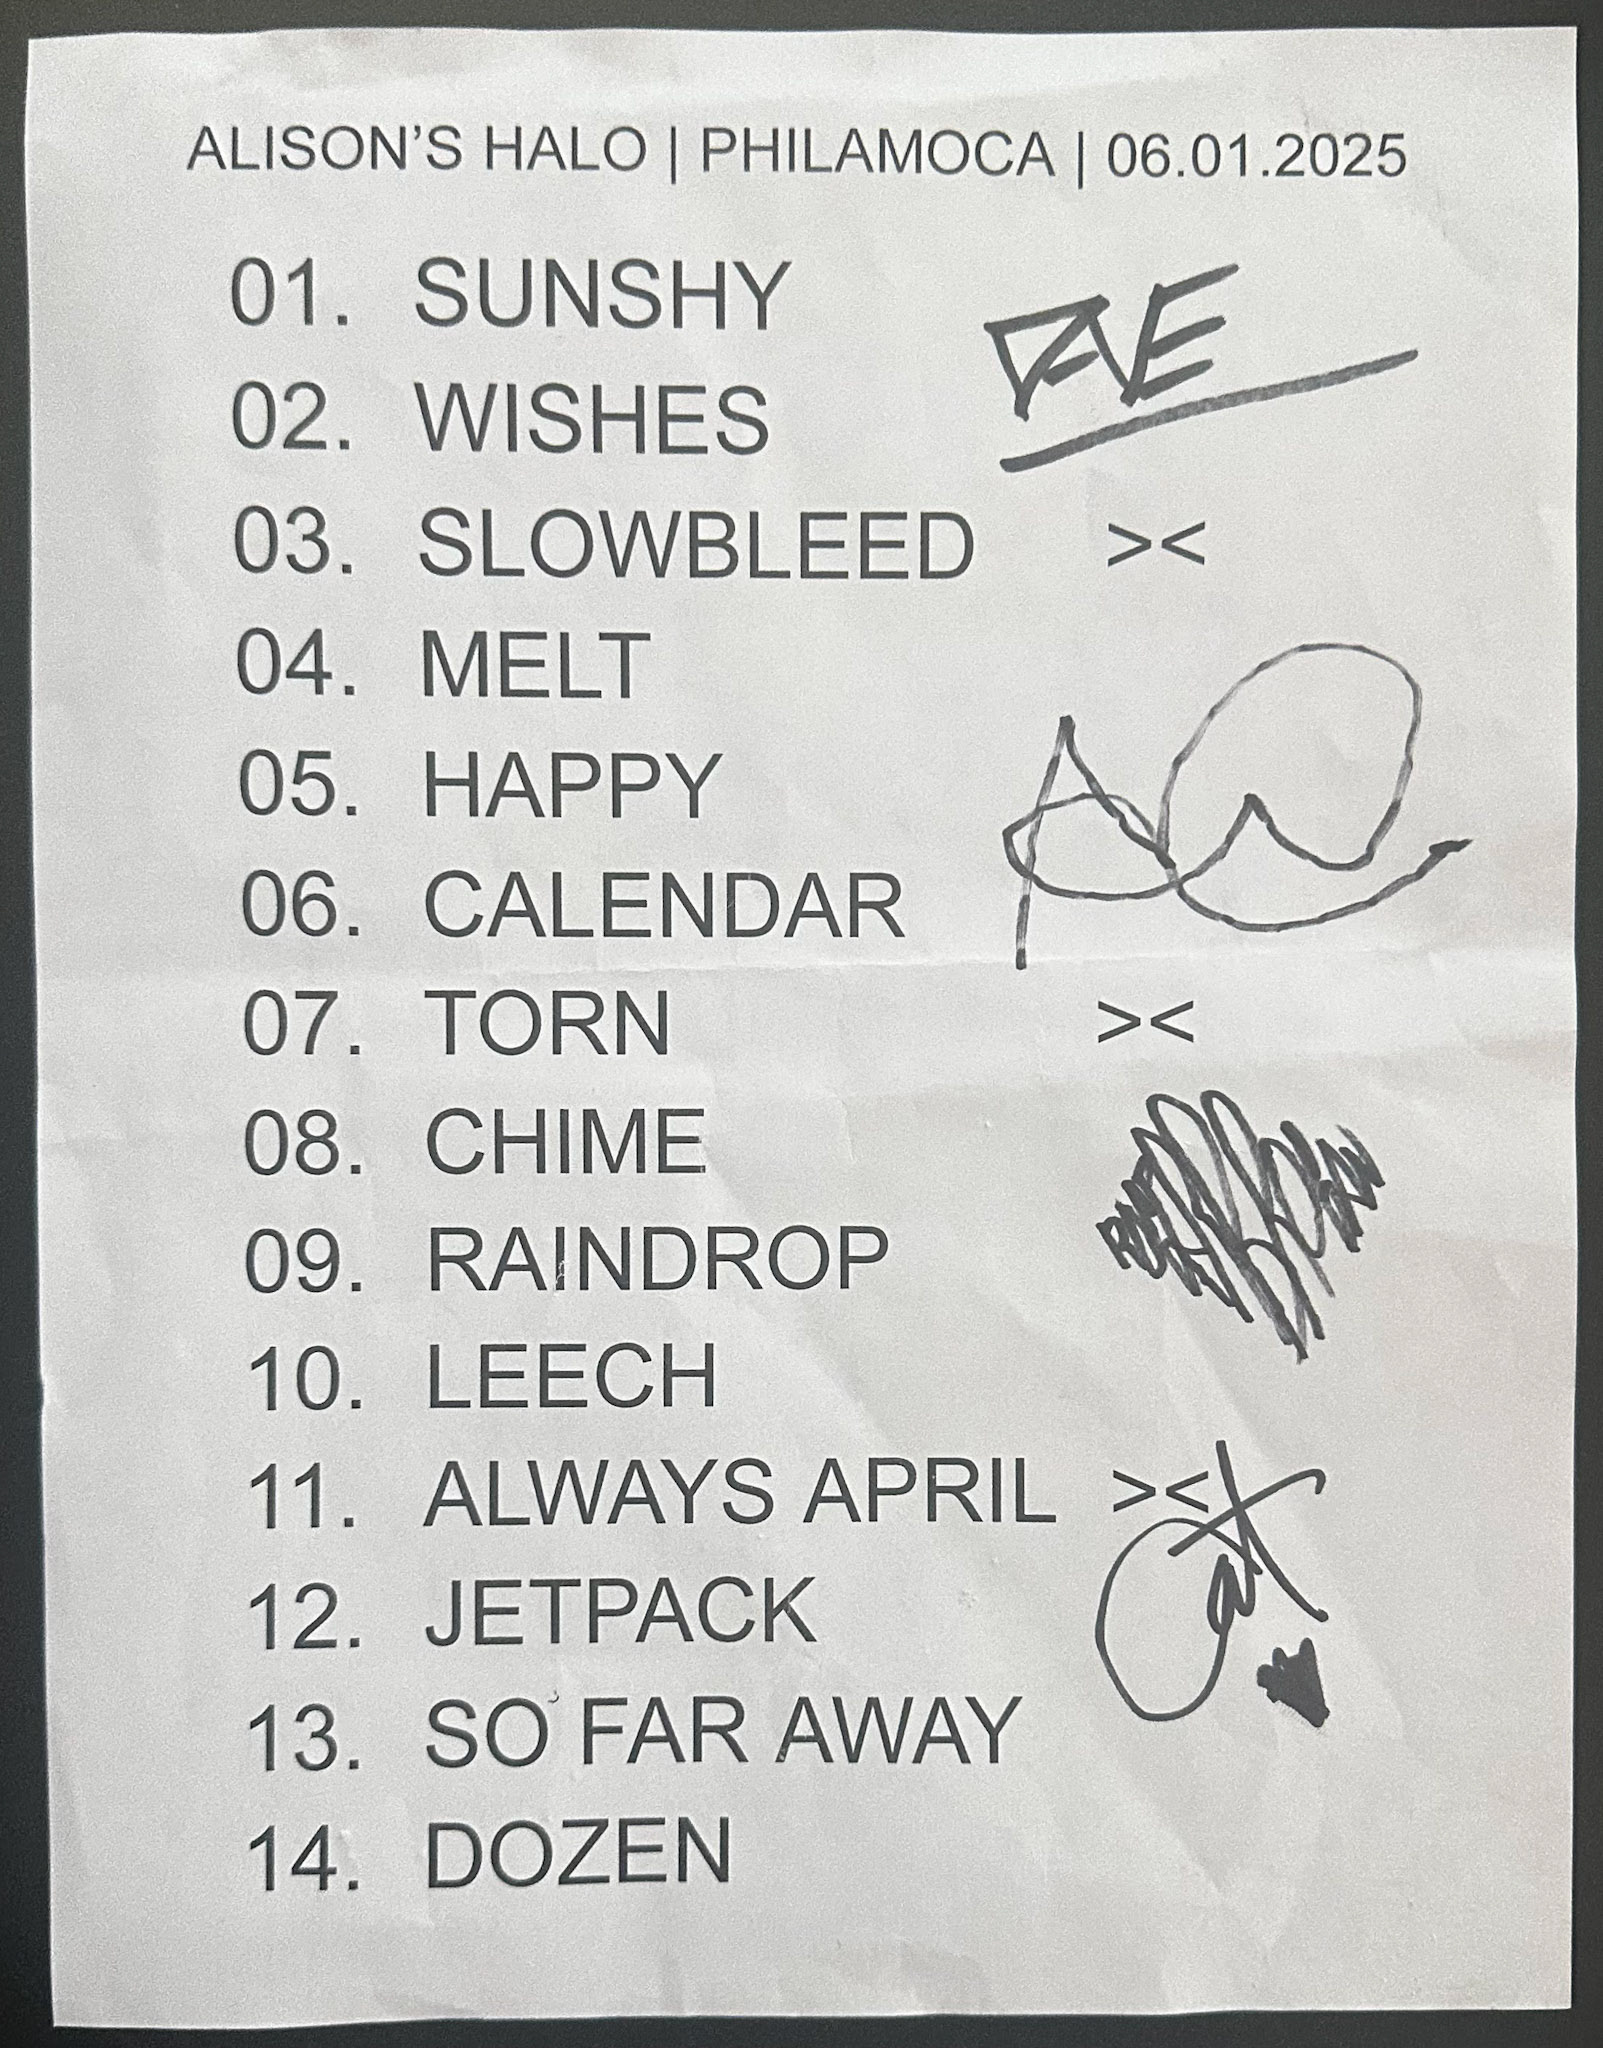 ALISON'S HALO | PHILAMOCA | 06.01.2025
01. SUNSHY
02. WISHES
03. SLOWBLEED ><
04. MELT
05. HAPPY
06. CALENDAR
07. TORN ><
08. CHIME
09. RAINDROP
10. LEECH
11. ALWAYS APRIL ><
Cat
12. JETPACK
13. SO FAR AWAY
14. DOZEN